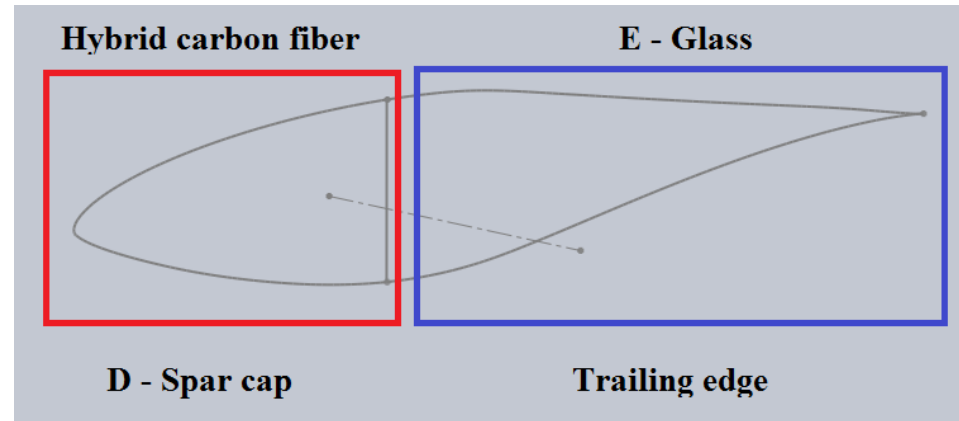 Hybrid carbon fiber
E - Glass
D - Spar cap
Trailing edge